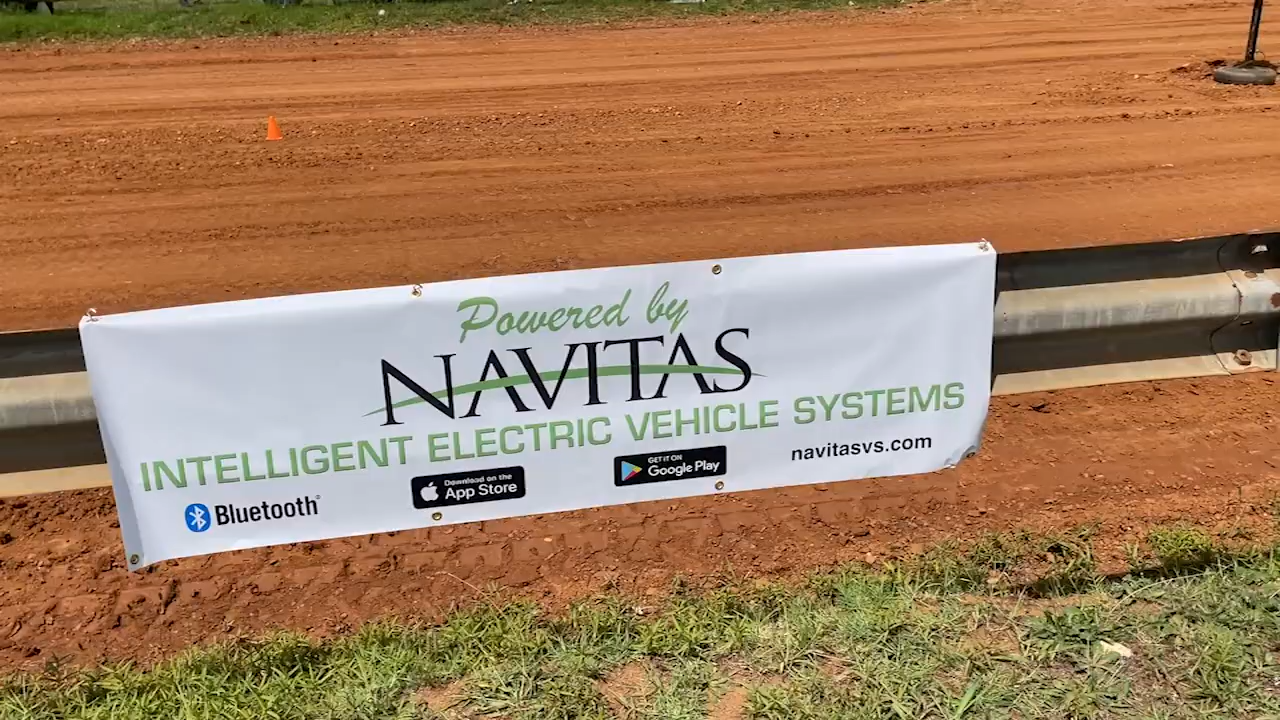 Powered by
NAVITAS
INTELLIGENT ELECTRIC VEHICLE SYSTEMS
Bluetooth®
Download on the
App Store
GET IT ON
Google Play
navitasvs.com